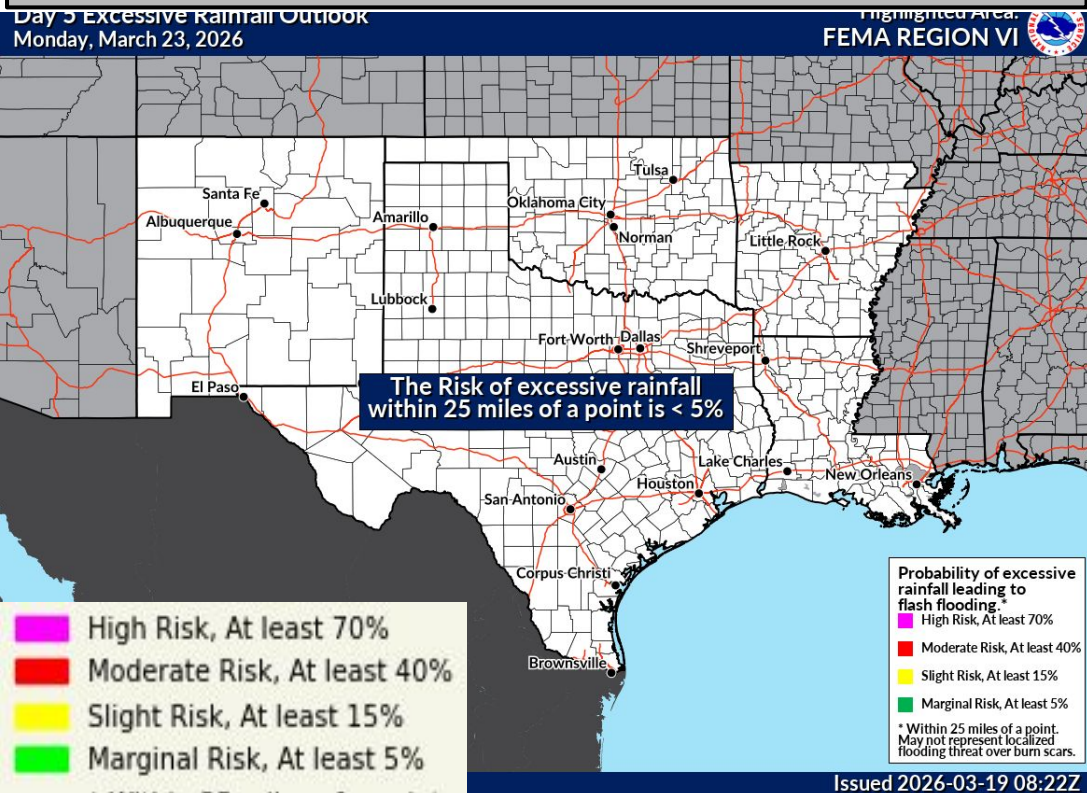 Day 5 Excessive Rainfall Outlook
Monday, March 23, 2026
Highlighted Area:
FEMA REGION VI
NATIONAL
SERVICE
Tulsa
Santa Fe
Oklahoma City
Albuquerque
Amarillo
Norman
Little Rock
Lubbock
Fort Worth
Dallas
Shreveport
El Paso
The Risk of excessive rainfall
within 25 miles of a point is < 5%
Austin
Lake Charles
Houston
New Orleans
San Antonio
Corpus Christi
Brownsville
Probability of excessive
rainfall leading to
flash flooding.*
High Risk, At least 70%
Moderate Risk, At least 40%
Slight Risk, At least 15%
Marginal Risk, At least 5%
* Within 25 miles of a point.
May not represent localized
flooding threat over burn scars.
High Risk, At least 70%
Moderate Risk, At least 40%
Slight Risk, At least 15%
Marginal Risk, At least 5%
Issued 2026-03-19 08:22Z